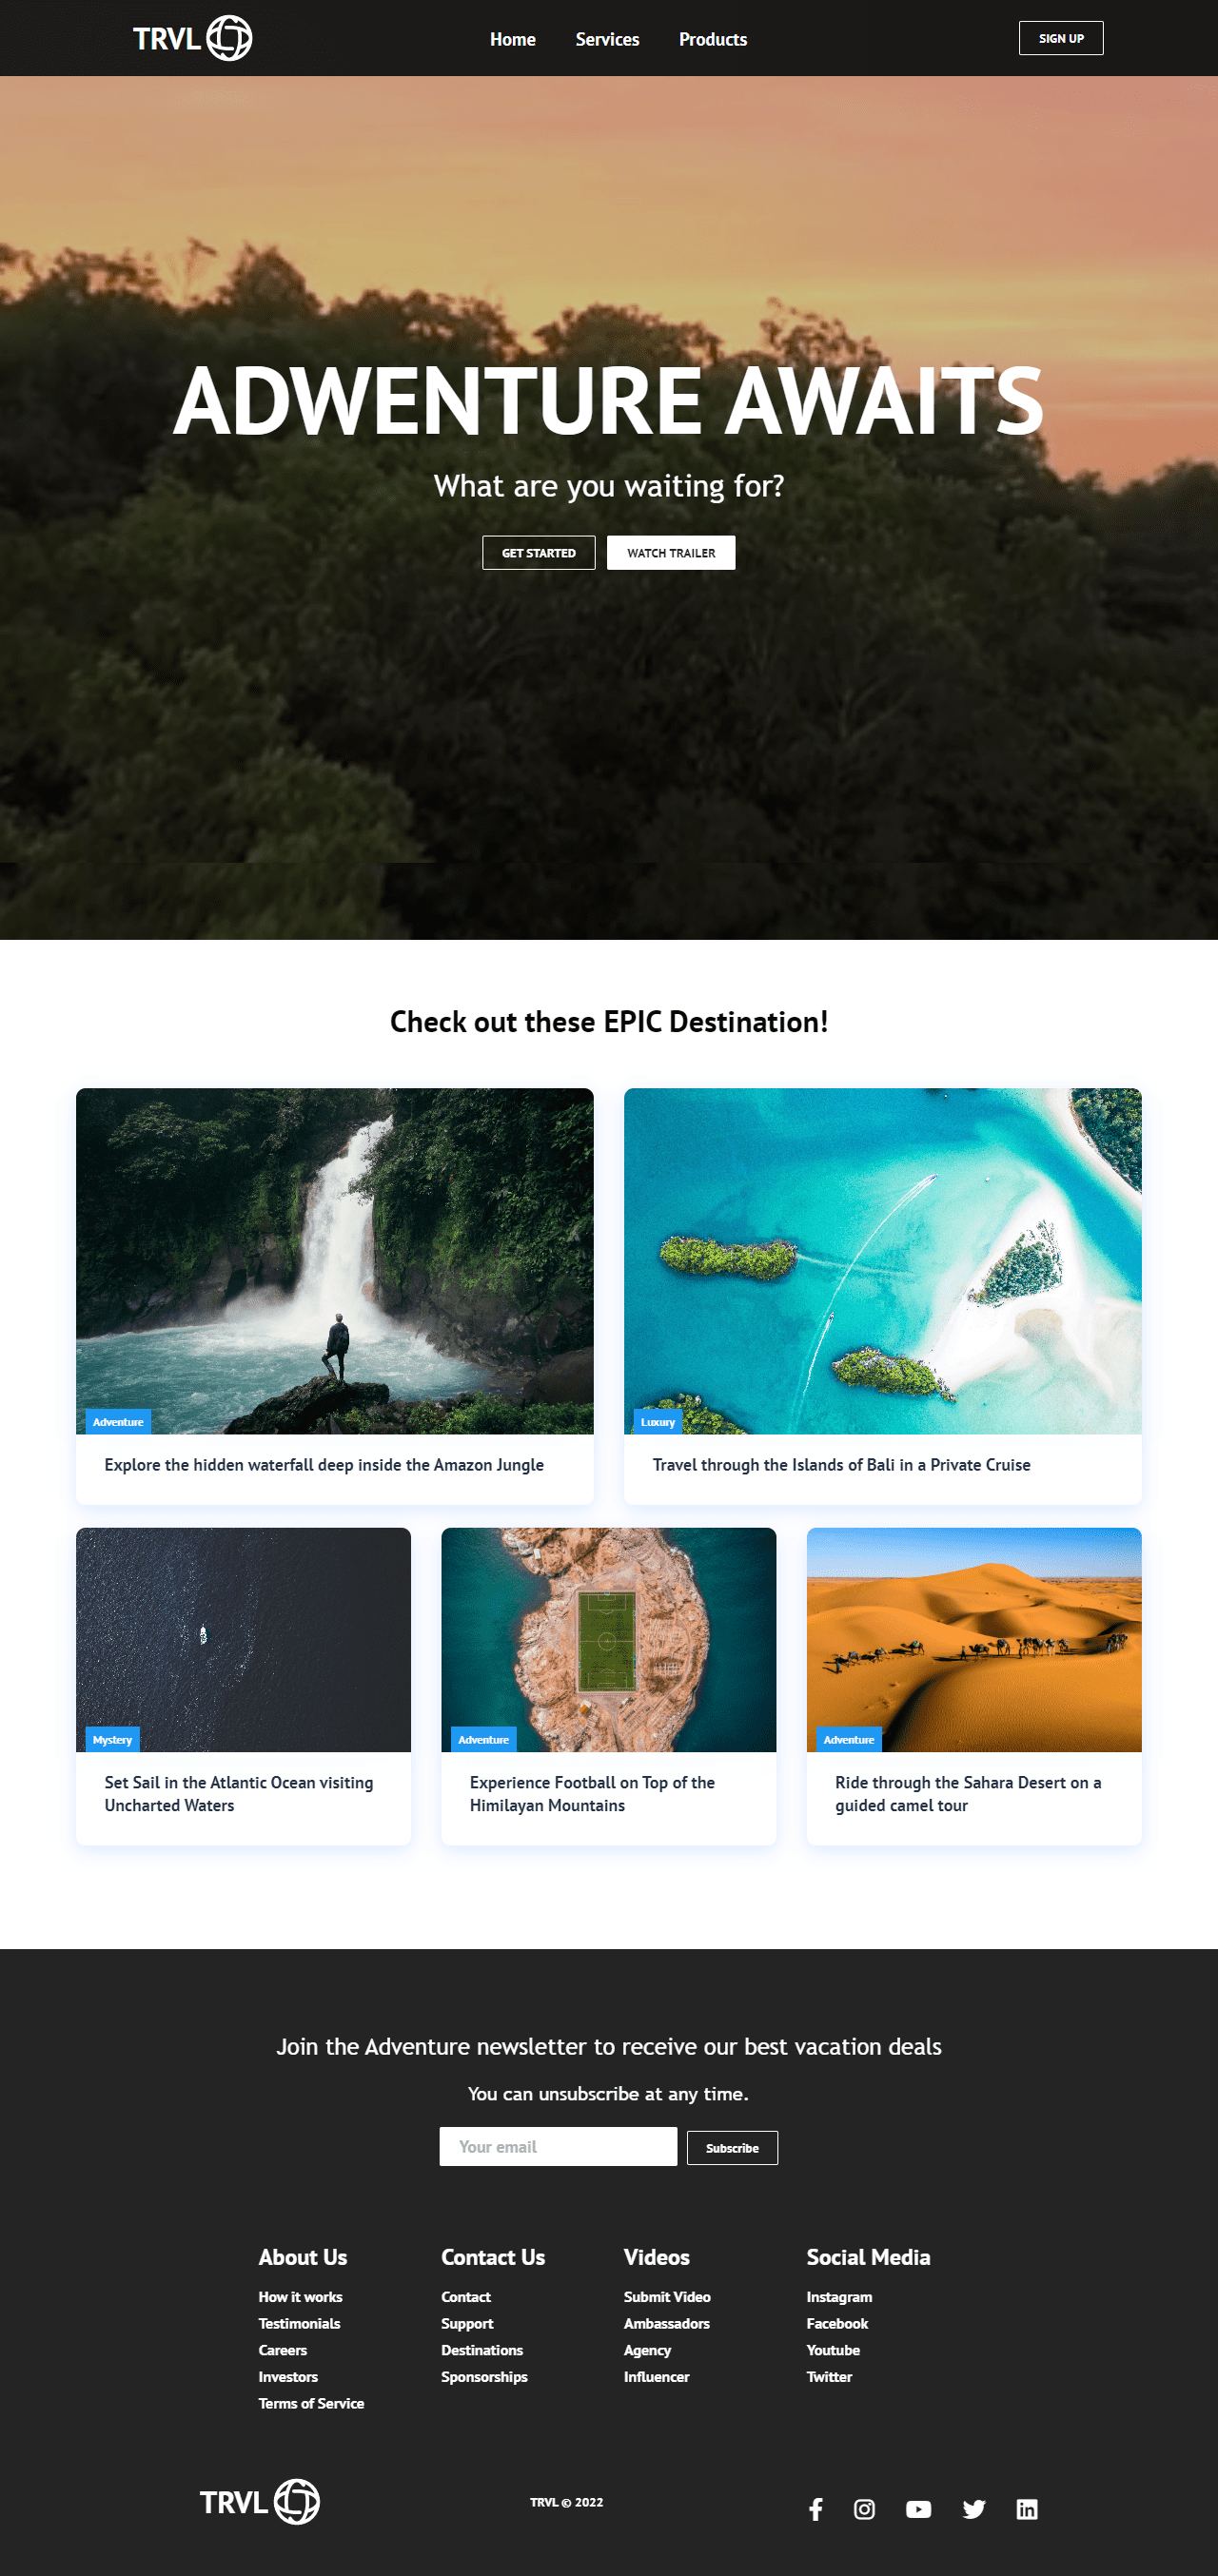 TRVL
Home Services Products
SIGN UP
ADWENTURE AWAITS
What are you waiting for?
GET STARTED WATCH TRAILER
Check out these EPIC Destination!
Adventure
Explore the hidden waterfall deep inside the Amazon Jungle
Luxury
Travel through the Islands of Bali in a Private Cruise
Mystery
Set Sail in the Atlantic Ocean visiting
Uncharted Waters
Adventure
Experience Football on Top of the
Himilayan Mountains
Adventure
Ride through the Sahara Desert on a
guided camel tour
Join the Adventure newsletter to receive our best vacation deals
You can unsubscribe at any time.
Your email Subscribe
About Us
How it works
Testimonials
Careers
Investors
Terms of Service
Contact Us
Contact
Support
Destinations
Sponsorships
Videos
Submit Video
Ambassadors
Agency
Influencer
Social Media
Instagram
Facebook
Youtube
Twitter
TRVL
TRVL © 2022